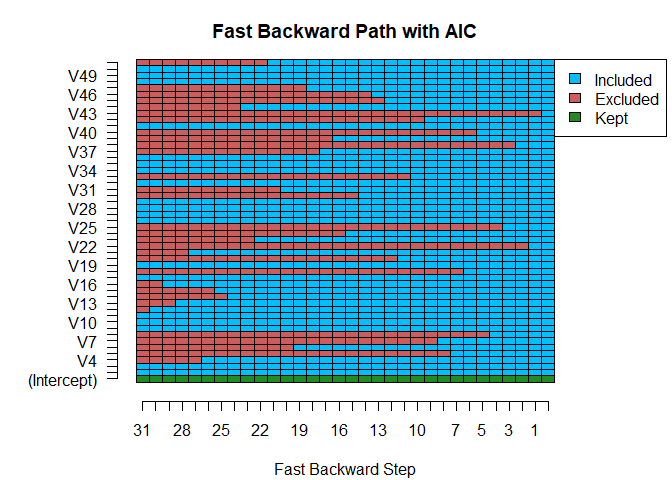 Fast Backward Path with AIC
Included
Excluded
Kept
V49
V46
V43
V40
V37
V34
V31
V28
V25
V22
V19
V16
V13
V10
V7
V4
(Intercept)
31 28 25 22 19 16 13 10 7 5 3 1
Fast Backward Step